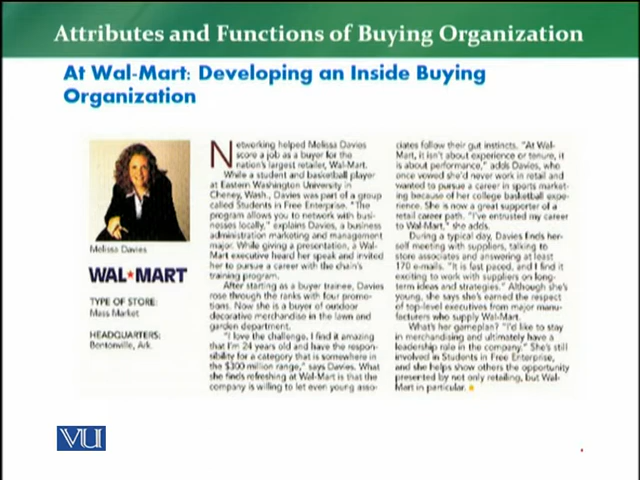 Attributes and Functions of Buying Organization
At Wal-Mart: Developing an Inside Buying
Organization
Melissa Davies
WAL★MART
TYPE OF STORE:
Mass Market
HEADQUARTERS:
Bentonville, Ark.
Networking helped Melissa Davies
score a job as a buyer for the
nation's largest retailer, Wal-Mart.
While a student and basketball player
at Eastern Washington University in
Cheney, Wash., Davies was part of a group
called Students in Free Enterprise. "The
program allows you to network with busi-
nesses locally," explains Davies, a business
administration marketing and management
major. While giving a presentation, a Wal-
Mart executive heard her speak and invited
her to pursue a career with the chain's
training program.
After starting as a buyer trainee, Davies
rose through the ranks with four promo-
tions. Now she is a buyer of outdoor
decorative merchandise in the lawn and
garden department.
"I love the challenge. I find it amazing
that I'm 24 years old and have the respon-
sibility for a category that is somewhere in
the $300 million range," says Davies. What
she finds refreshing at Wal-Mart is that the
company is willing to let even young asso-
ciates follow their gut instincts. "At Wal-
Mart, it isn't about experience or tenure, it
is about performance," adds Davies, who
once vowed she'd never work in retail and
wanted to pursue a career in sports market-
ing because of her college basketball expe-
rience. She is now a great supporter of a
retail career path. "I've entrusted my career
to Wal-Mart," she adds.
During a typical day, Davies finds her-
self meeting with suppliers, talking to
store associates and answering at least
170 e-mails. "It is fast paced, and I find it
exciting to work with suppliers on long-
term ideas and strategies." Although she's
young, she says she's earned the respect
of top-level executives from major manu-
facturers who supply Wal-Mart.
What's her gameplan? "I'd like to stay
in merchandising and ultimately have a
leadership role in the company." She's still
involved in Students in Free Enterprise,
and she helps show others the opportunity
presented by not only retailing, but Wal-
Mart in particular.
VU